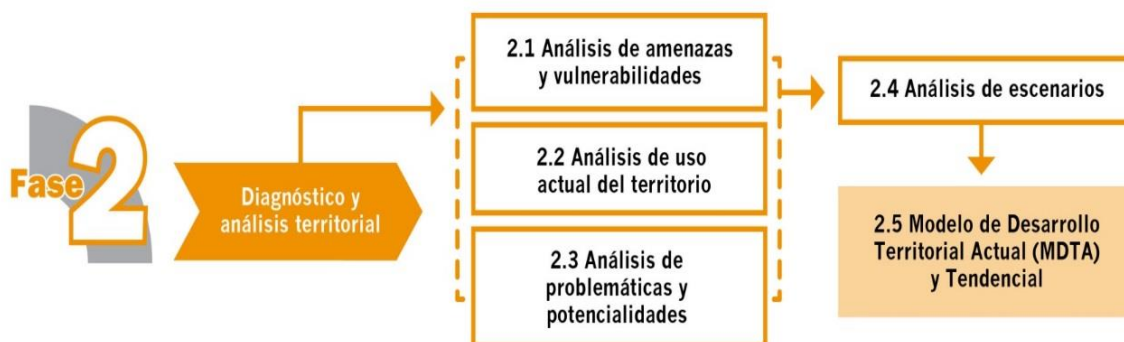 Fase 2
Diagnóstico y
análisis territorial
2.1 Análisis de amenazas
y vulnerabilidades
2.2 Análisis de uso
actual del territorio
2.3 Análisis de
problemáticas y
potencialidades
2.4 Análisis de escenarios
2.5 Modelo de Desarrollo
Territorial Actual (MDTA)
y Tendencial